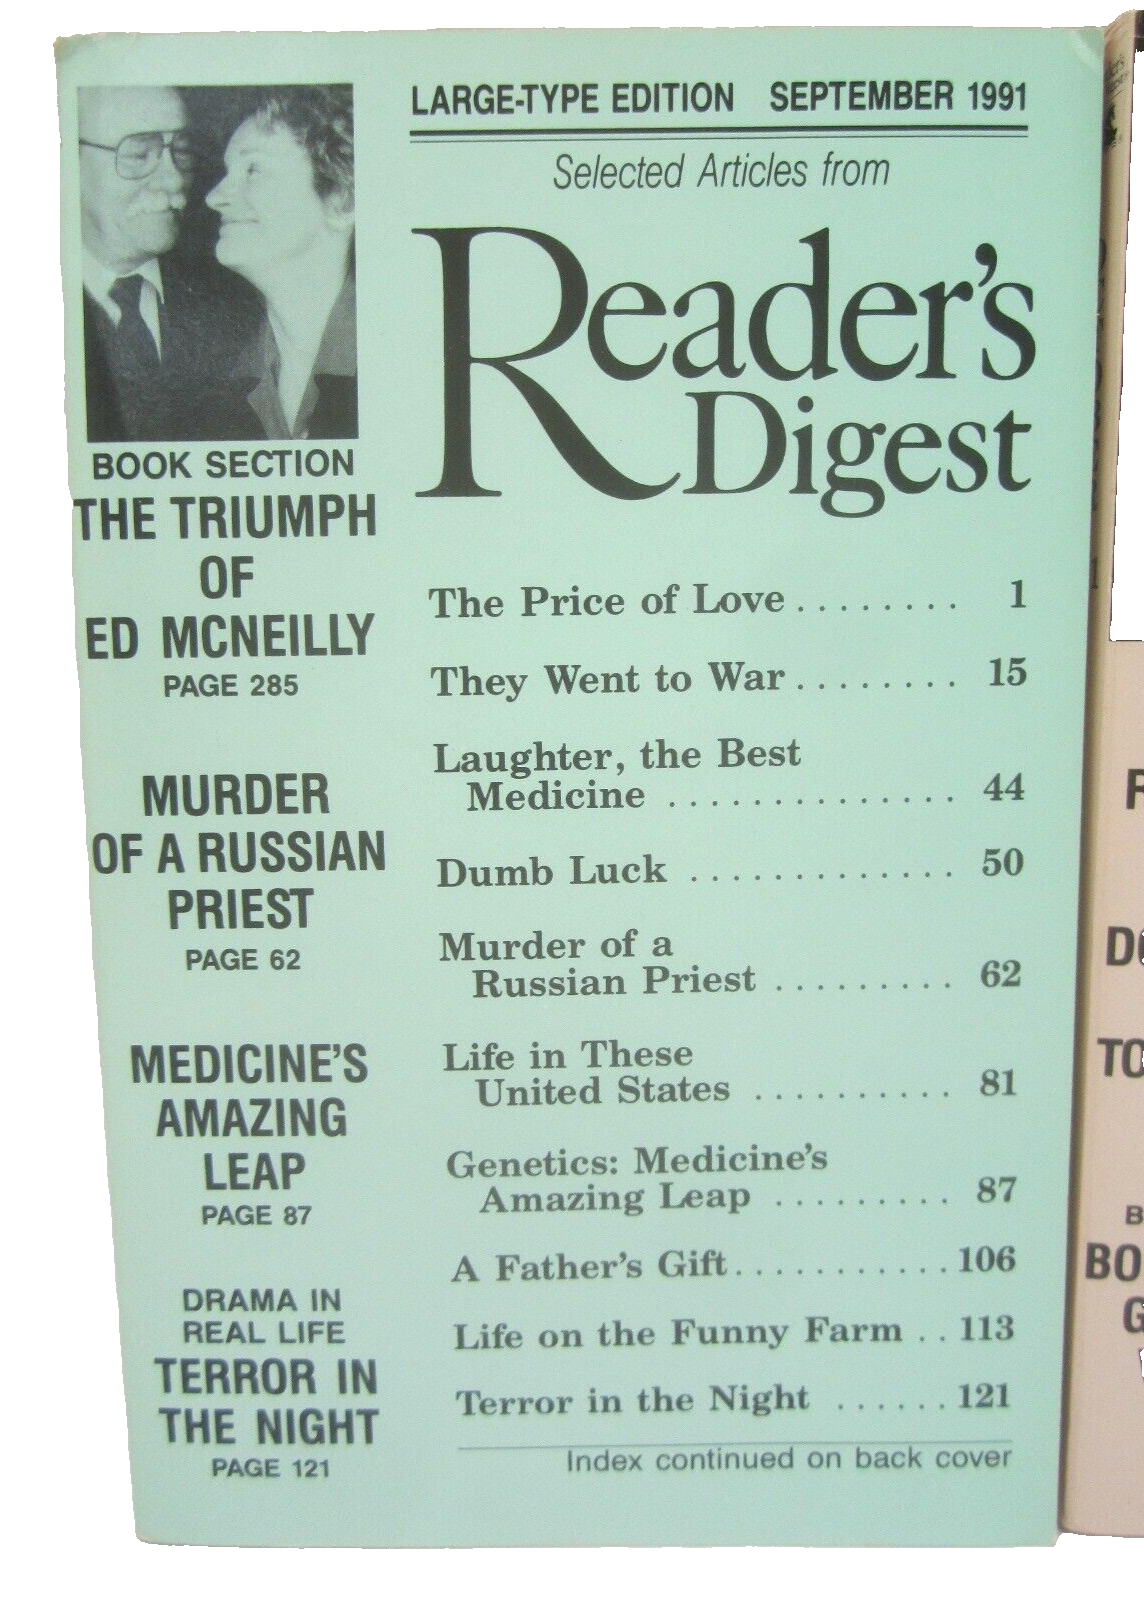 LARGE-TYPE EDITION SEPTEMBER 1991
Selected Articles from
Reader's
Digest
BOOK SECTION
THE TRIUMPH
OF
ED MCNEILLY
PAGE 285
MURDER
OF A RUSSIAN
PRIEST
PAGE 62
MEDICINE'S
AMAZING
LEAP
PAGE 87
DRAMA IN
REAL LIFE
TERROR IN
THE NIGHT
PAGE 121
The Price of Love ........ 1
They Went to War ........ 15
Laughter, the Best
Medicine .............. 44
Dumb Luck ............. 50
Murder of a
Russian Priest ......... 62
Life in These
United States .......... 81
Genetics: Medicine's
Amazing Leap ......... 87
A Father's Gift ........... 106
Life on the Funny Farm .. 113
Terror in the Night ...... 121
Index continued on back cover